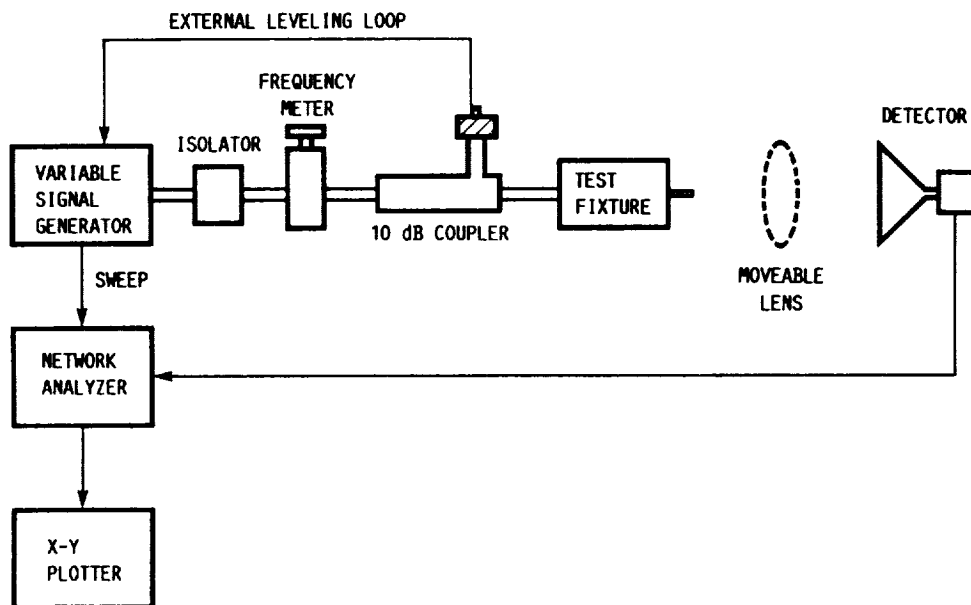 EXTERNAL LEVELING LOOP
FREQUENCY
METER
ISOLATOR
DETECTOR
VARIABLE
SIGNAL
GENERATOR
TEST
FIXTURE
10 dB COUPLER
MOVEABLE
LENS
SWEEP
NETWORK
ANALYZER
X-Y
PLOTTER